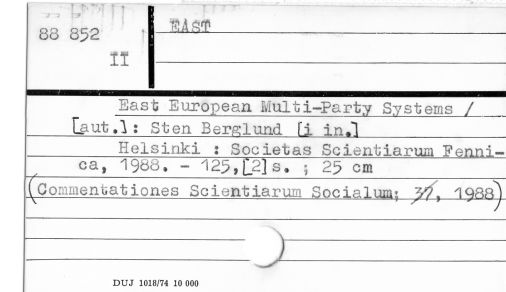 88 852
II
EAST
East European Multi-Party Systems /
[aut.]: Sten Berglund [i in.]
Helsinki : Societas Scientiarum Fenni-
ca, 1988. - 125,[2]s. ; 25 cm
(Commentationes Scientiarum Socialum; 37, 1988)
DUJ 1018/74 10 000